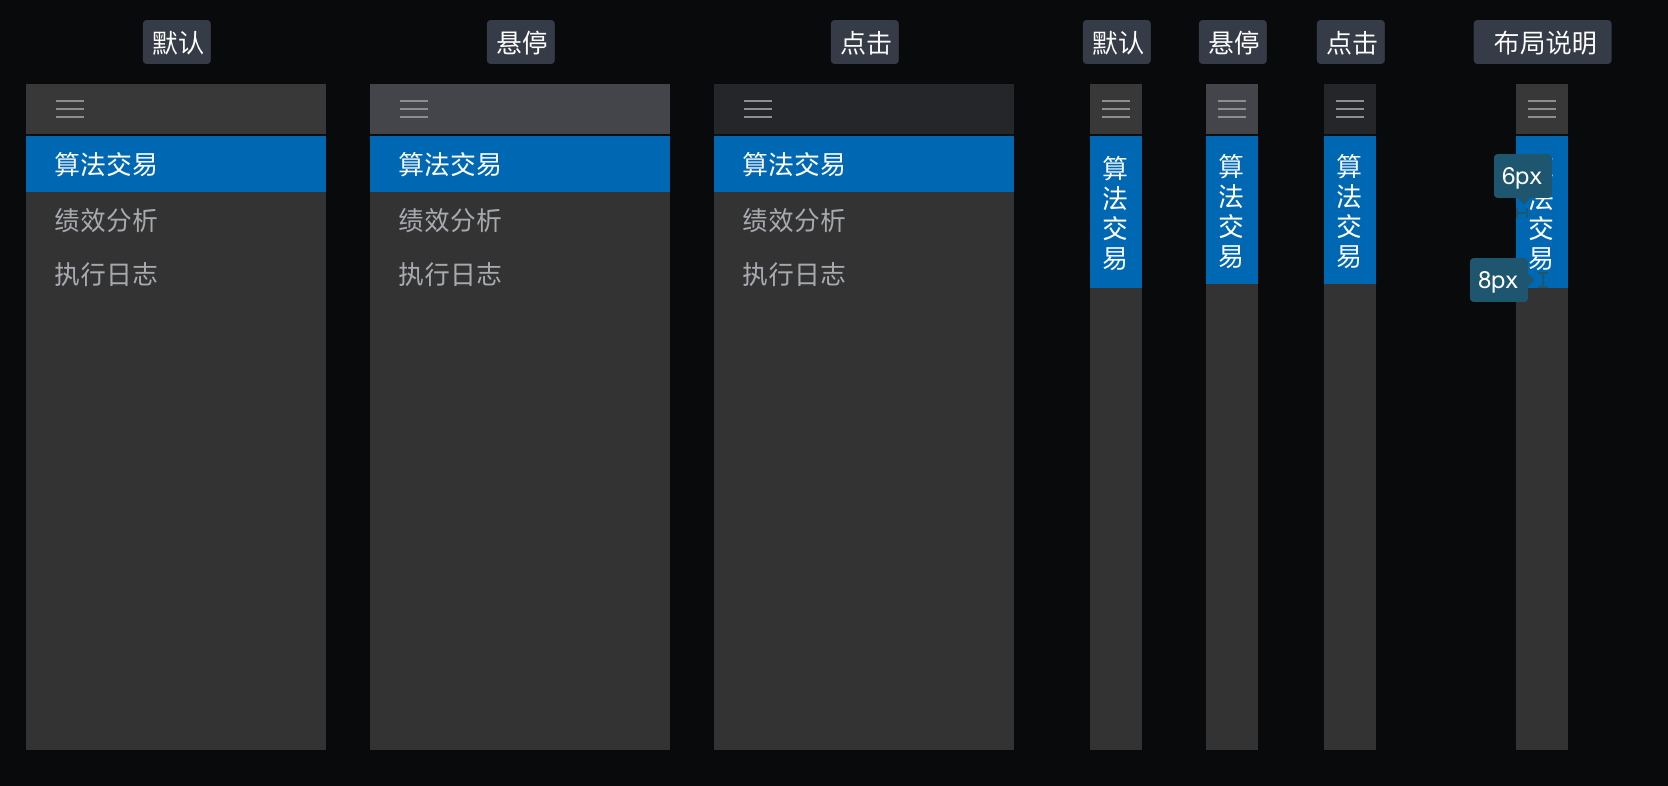 默认
悬停
点击
默认
悬停
点击
布局说明
算法交易
绩效分析
执行日志
算法交易
绩效分析
执行日志
算法交易
绩效分析
执行日志
算法交易
算法交易
算法交易
6px
法交易
8px